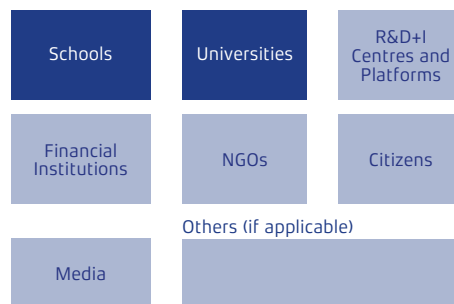 Schools
Universities
R&D+I
Centres and
Platforms
Financial
Institutions
NGOs
Citizens
Others (if applicable)
Media